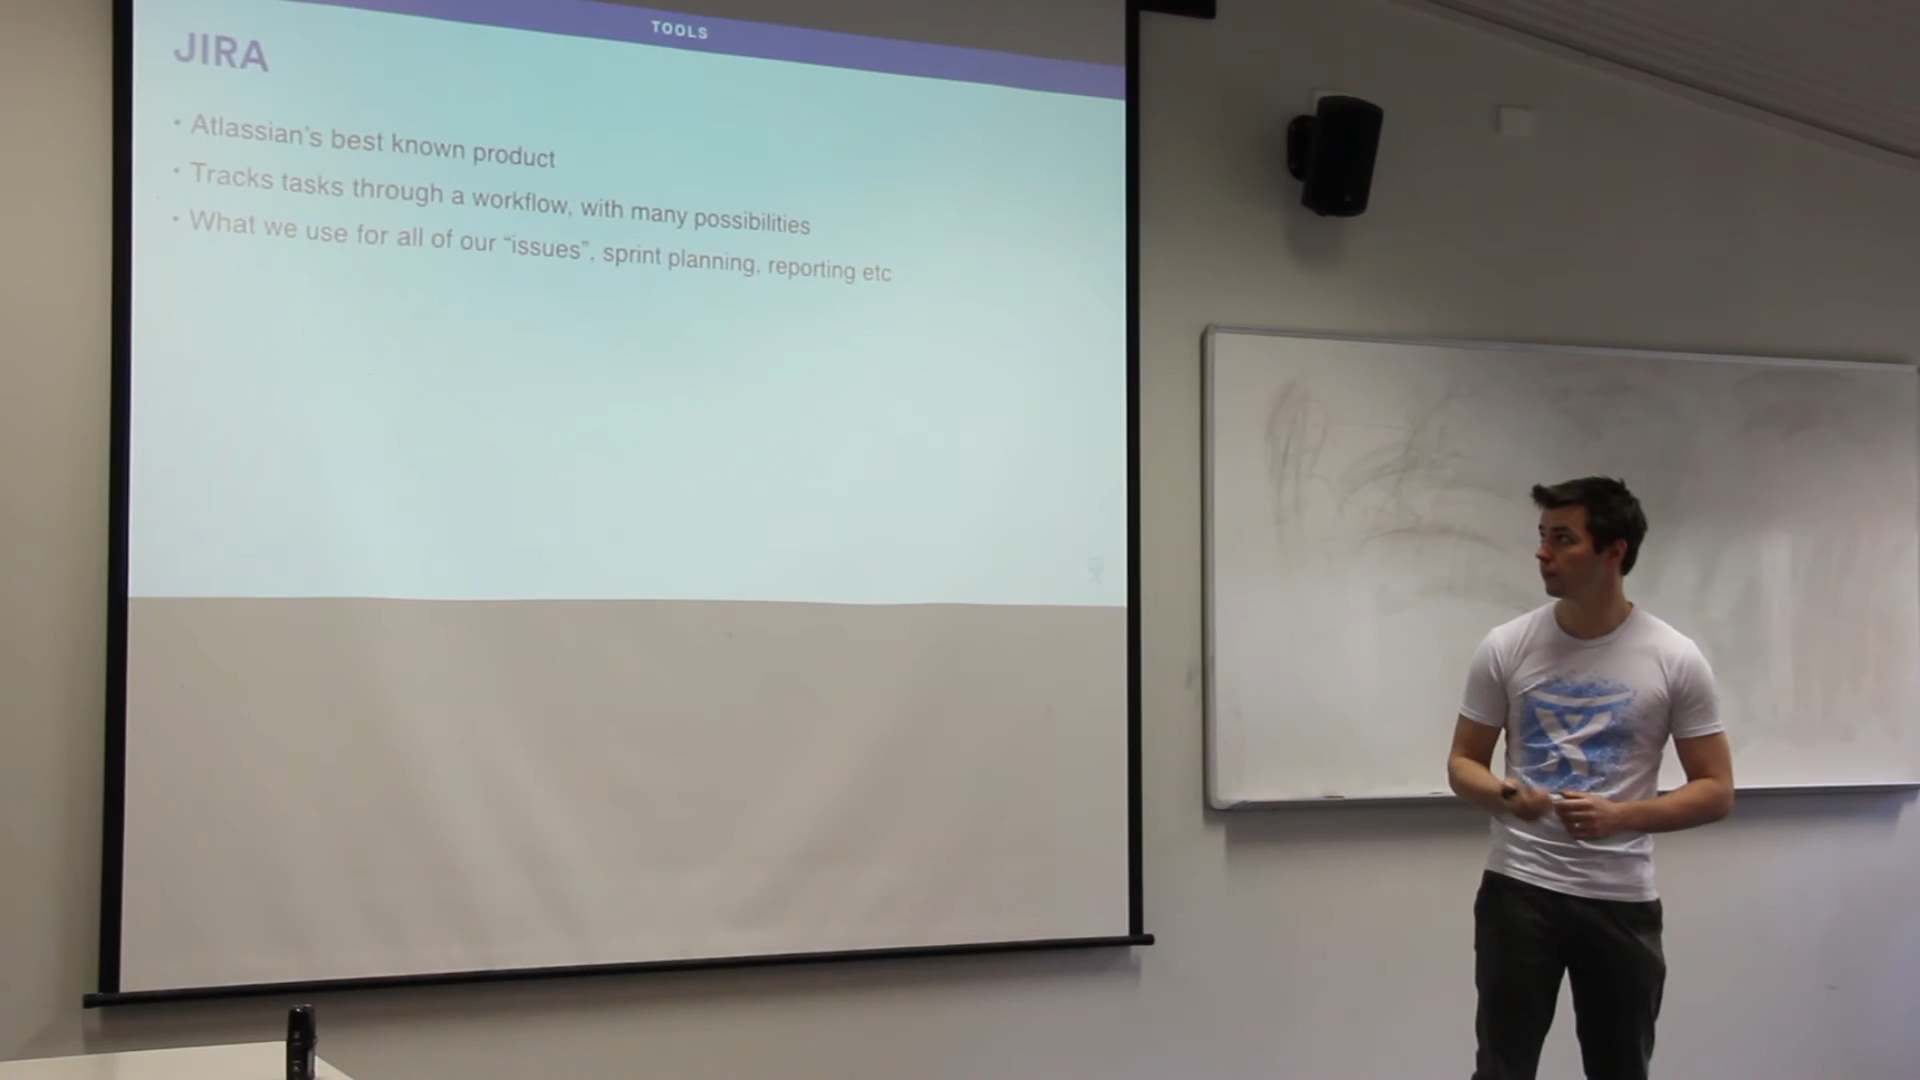 TOOLS
JIRA
• Atlassian's best known product
• Tracks tasks through a workflow, with many possibilities
• What we use for all of our “issues”, sprint planning, reporting etc